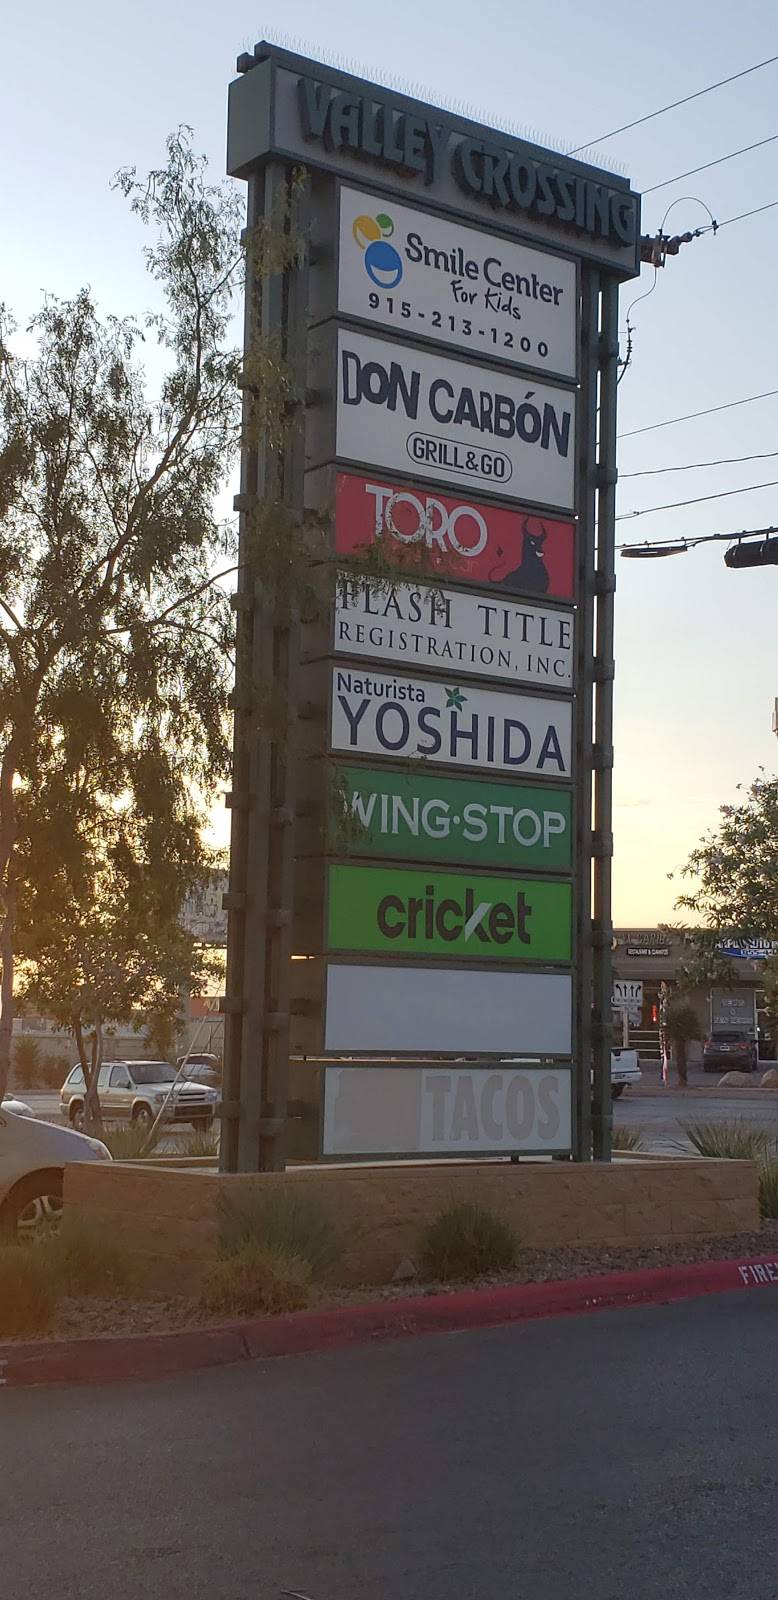 VALLEY CROSSING
Smile Center
For Kids
915-213-1200
DON CARBÓN
GRILL&GO
TORO
FLASH TITLE
REGISTRATION, INC.
Naturista
YOSHIDA
WING·STOP
cricket
TACOS
FIRE